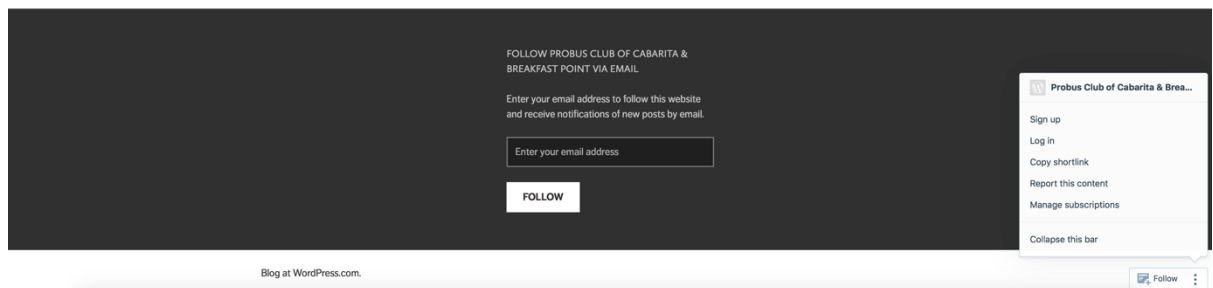 FOLLOW PROBUS CLUB OF CABARITA &
BREAKFAST POINT VIA EMAIL
Enter your email address to follow this website
and receive notifications of new posts by email.
Enter your email address
FOLLOW
Probus Club of Cabarita & Brea...
Sign up
Log in
Copy shortlink
Report this content
Manage subscriptions
Collapse this bar
Blog at WordPress.com.
Follow